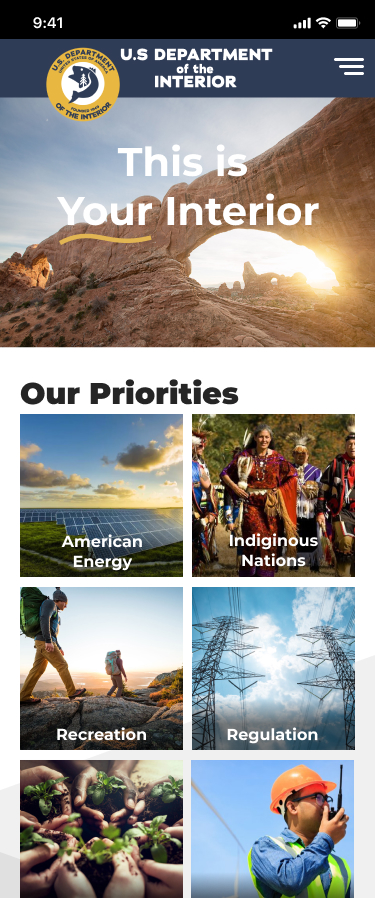 9:41
U.S. DEPARTMENT
OF THE INTERIOR
U.S DEPARTMENT
of the
INTERIOR
This is
Your Interior
Our Priorities
American
Energy
Indiginous
Nations
Recreation
Regulation